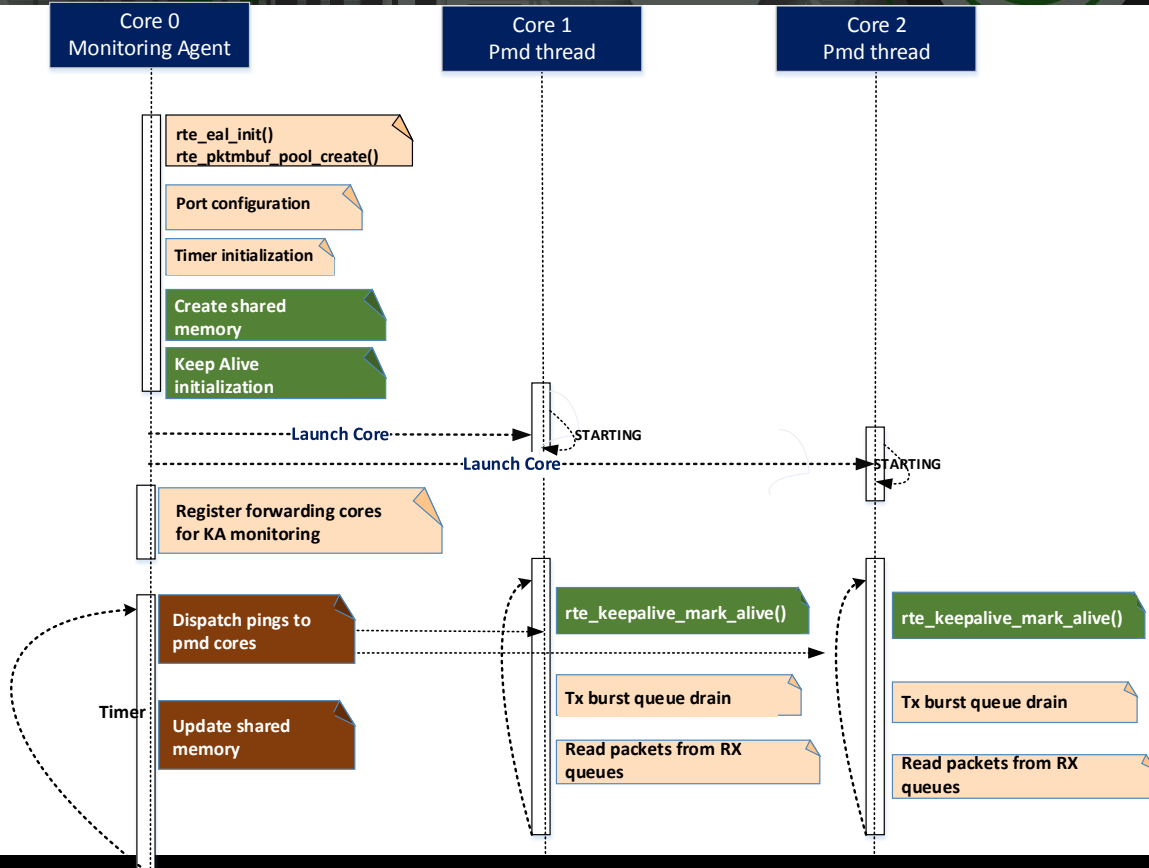 Core 0
Monitoring Agent
Core 1
Pmd thread
Core 2
Pmd thread
rte_eal_init()
rte_pktmbuf_pool_create()
Port configuration
Timer initialization
Create shared
memory
Keep Alive
initialization
Launch Core
STARTING
Launch Core
STARTING
Register forwarding cores
for KA monitoring
Dispatch pings to
pmd cores
rte_keepalive_mark_alive()
rte_keepalive_mark_alive()
Timer
Update shared
memory
Tx burst queue drain
Tx burst queue drain
Read packets from RX
queues
Read packets from RX
queues